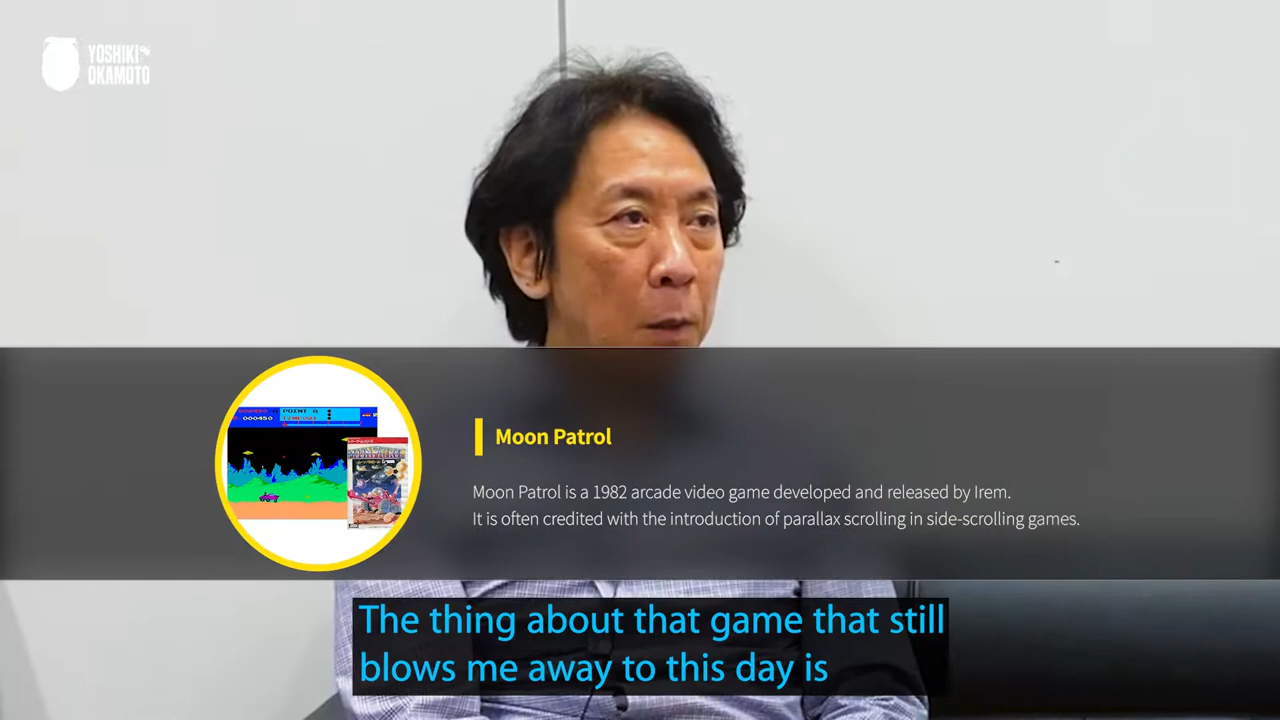 YOSHIKI
OKAMOTO
POINT A
000450
Moon Patrol
Moon Patrol is a 1982 arcade video game developed and released by Irem.
It is often credited with the introduction of parallax scrolling in side-scrolling games.
The thing about that game that still
blows me away to this day is